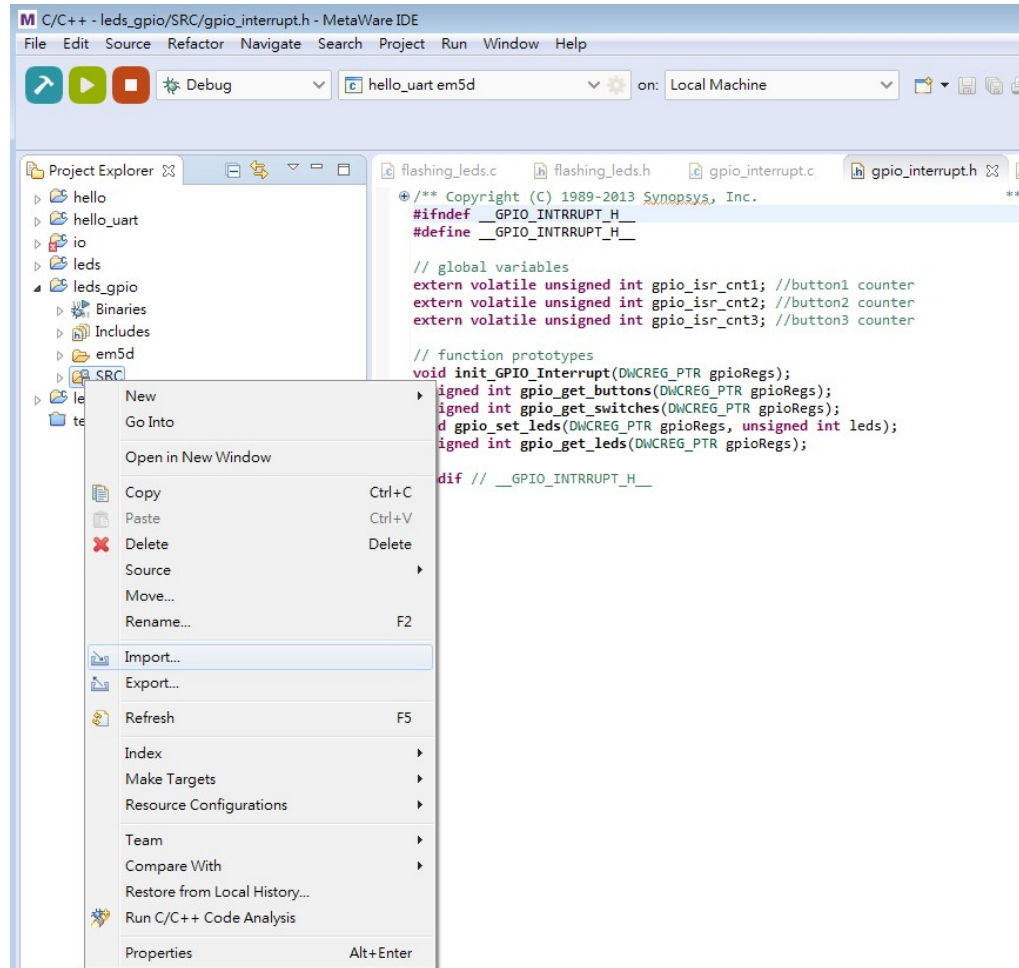 M C/C++ - leds_gpio/SRC/gpio_interrupt.h - MetaWare IDE
File Edit Source Refactor Navigate Search Project Run Window Help
Debug hello_uart em5d on: Local Machine
Project Explorer flashing_leds.c flashing_leds.h gpio_interrupt.c gpio_interrupt.h
hello
hello_uart
io
leds
leds_gpio
Binaries
Includes
em5d
SRC
le
te
/** Copyright (C) 1989-2013 Synopsys, Inc. **
#ifndef __GPIO_INTRRUPT_H__
#define __GPIO_INTRRUPT_H__
// global variables
extern volatile unsigned int gpio_isr_cnt1; //button1 counter
extern volatile unsigned int gpio_isr_cnt2; //button2 counter
extern volatile unsigned int gpio_isr_cnt3; //button3 counter
// function prototypes
void init_GPIO_Interrupt(DWCREG_PTR gpioRegs);
igned int gpio_get_buttons(DWCREG_PTR gpioRegs);
igned int gpio_get_switches(DWCREG_PTR gpioRegs);
d gpio_set_leds(DWCREG_PTR gpioRegs, unsigned int leds);
igned int gpio_get_leds(DWCREG_PTR gpioRegs);
dif // __GPIO_INTRRUPT_H__
New
Go Into
Open in New Window
Copy Ctrl+C
Paste Ctrl+V
Delete Delete
Source
Move...
Rename... F2
Import...
Export...
Refresh F5
Index
Make Targets
Resource Configurations
Team
Compare With
Restore from Local History...
Run C/C++ Code Analysis
Properties Alt+Enter